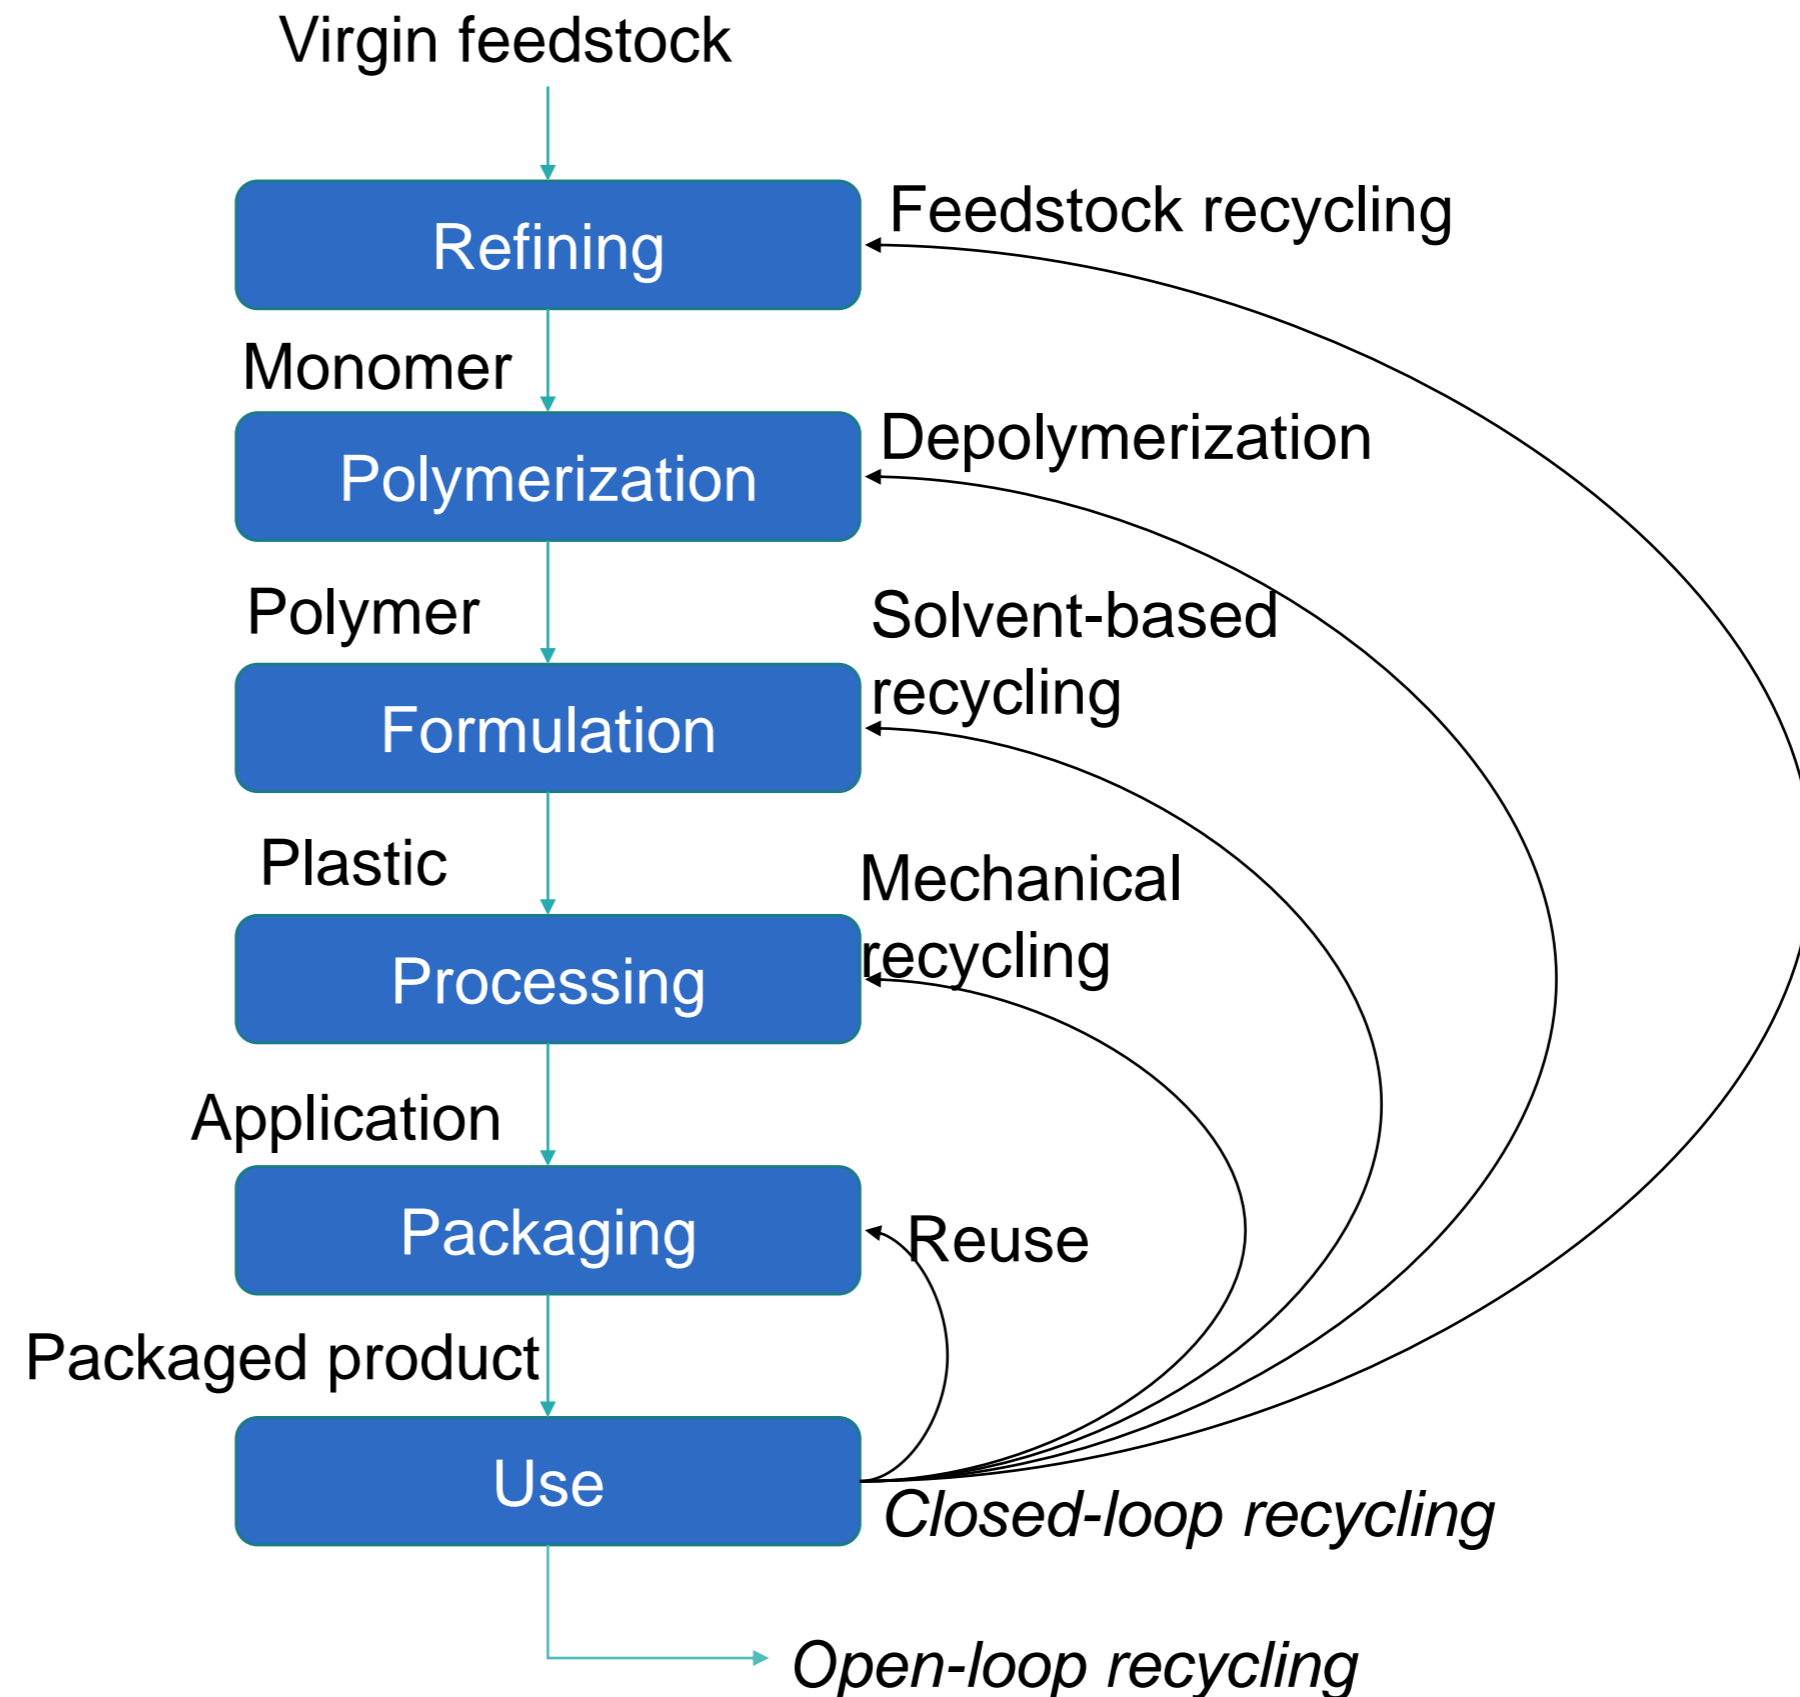 Virgin feedstock
Refining
Feedstock recycling
Monomer
Polymerization
Depolymerization
Polymer
Solvent-based
recycling
Formulation
Plastic
Mechanical
recycling
Processing
Application
Packaging
Reuse
Packaged product
Use
Closed-loop recycling
Open-loop recycling